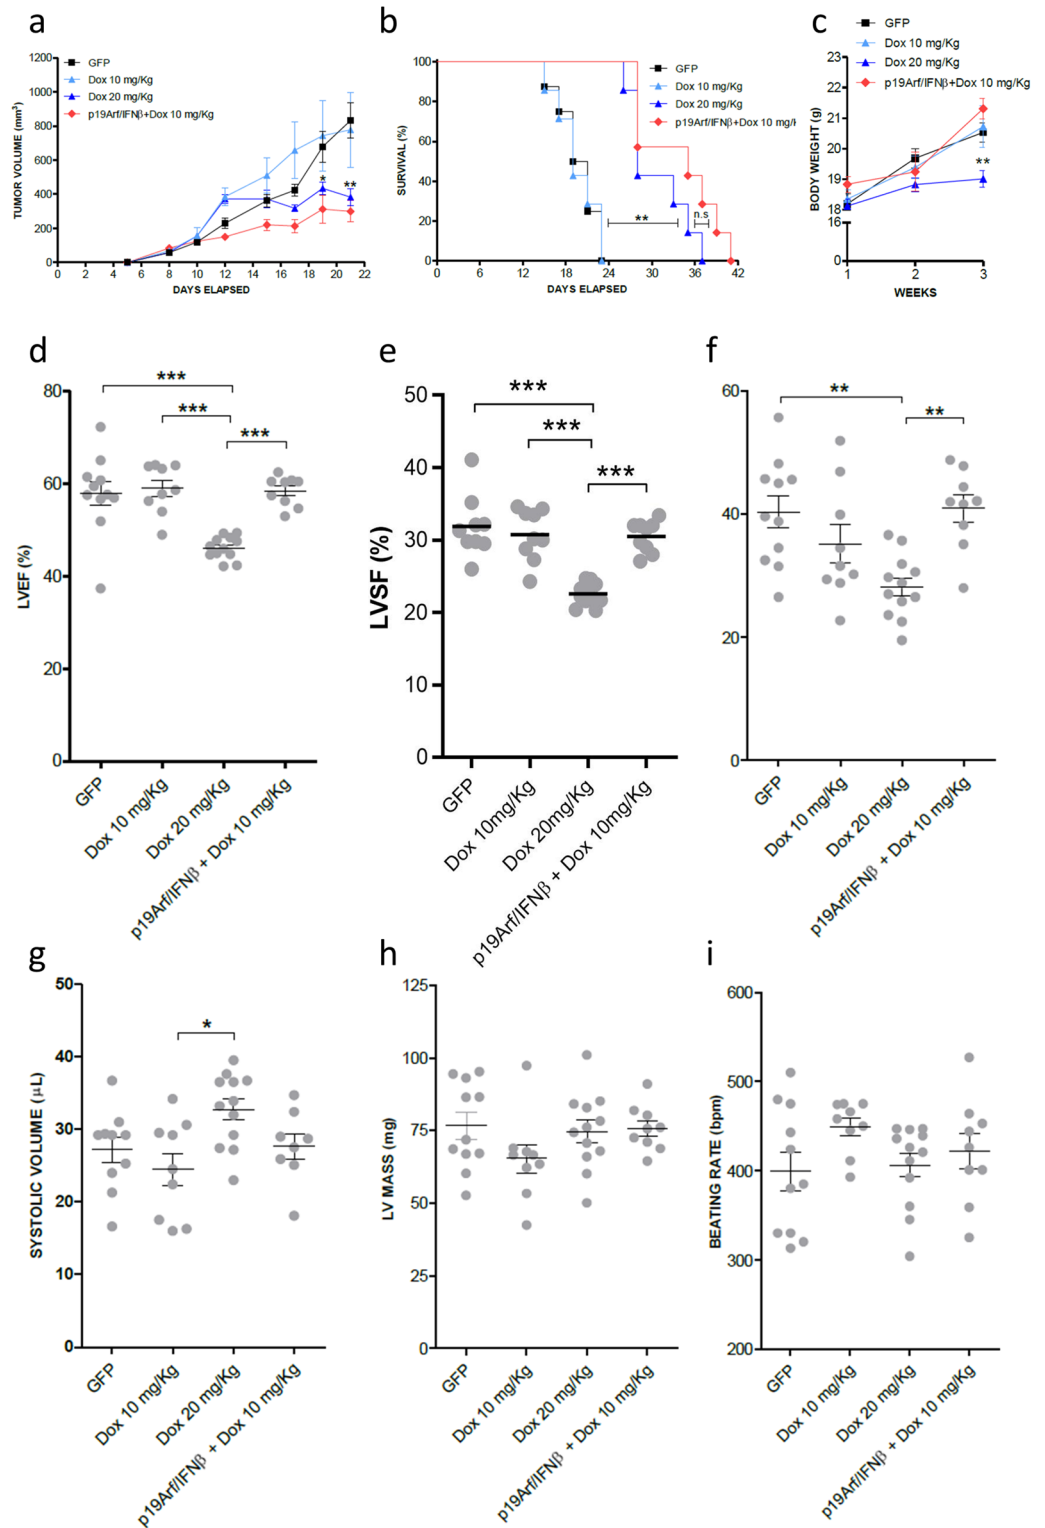 a
1200
1000
800
600
400
200
0
TUMOR VOLUME (mm³)
GFP
Dox 10 mg/Kg
Dox 20 mg/Kg
p19Arf/IFNβ+Dox 10 mg/Kg
*
**
0 2 4 6 8 10 12 14 16 18 20 22
DAYS ELAPSED
b
100
80
60
40
20
0
SURVIVAL (%)
GFP
Dox 10 mg/Kg
Dox 20 mg/Kg
p19Arf/IFNβ+Dox 10 mg/H
**
n.s
0 6 12 18 24 30 36 42
DAYS ELAPSED
c
GFP
Dox 10 mg/Kg
Dox 20 mg/Kg
p19Arf/IFNβ+Dox 10 mg/Kg
23
22
21
20
19
18
16
0
BODY WEIGHT (g)
**
1 2 3
WEEKS
d
80
60
40
20
0
LVEF (%)
***
***
***
GFP
Dox 10 mg/Kg
Dox 20 mg/Kg
p19Arf/IFNβ + Dox 10 mg/Kg
e
50
40
30
20
10
0
LVSF (%)
***
***
***
GFP
Dox 10mg/Kg
Dox 20mg/Kg
p19Arf/IFNβ + Dox 10mg/Kg
f
60
40
20
0
**
**
GFP
Dox 10 mg/Kg
Dox 20 mg/Kg
p19Arf/IFNβ + Dox 10 mg/Kg
g
50
40
30
20
10
0
SYSTOLIC VOLUME (μL)
*
GFP
Dox 10 mg/Kg
Dox 20 mg/Kg
p19Arf/IFNβ + Dox 10 mg/Kg
h
125
100
75
50
25
0
LV MASS (mg)
GFP
Dox 10 mg/Kg
Dox 20 mg/Kg
p19Arf/IFNβ + Dox 10 mg/Kg
i
600
500
400
300
200
BEATING RATE (bpm)
GFP
Dox 10 mg/Kg
Dox 20 mg/Kg
p19Arf/IFNβ + Dox 10 mg/Kg